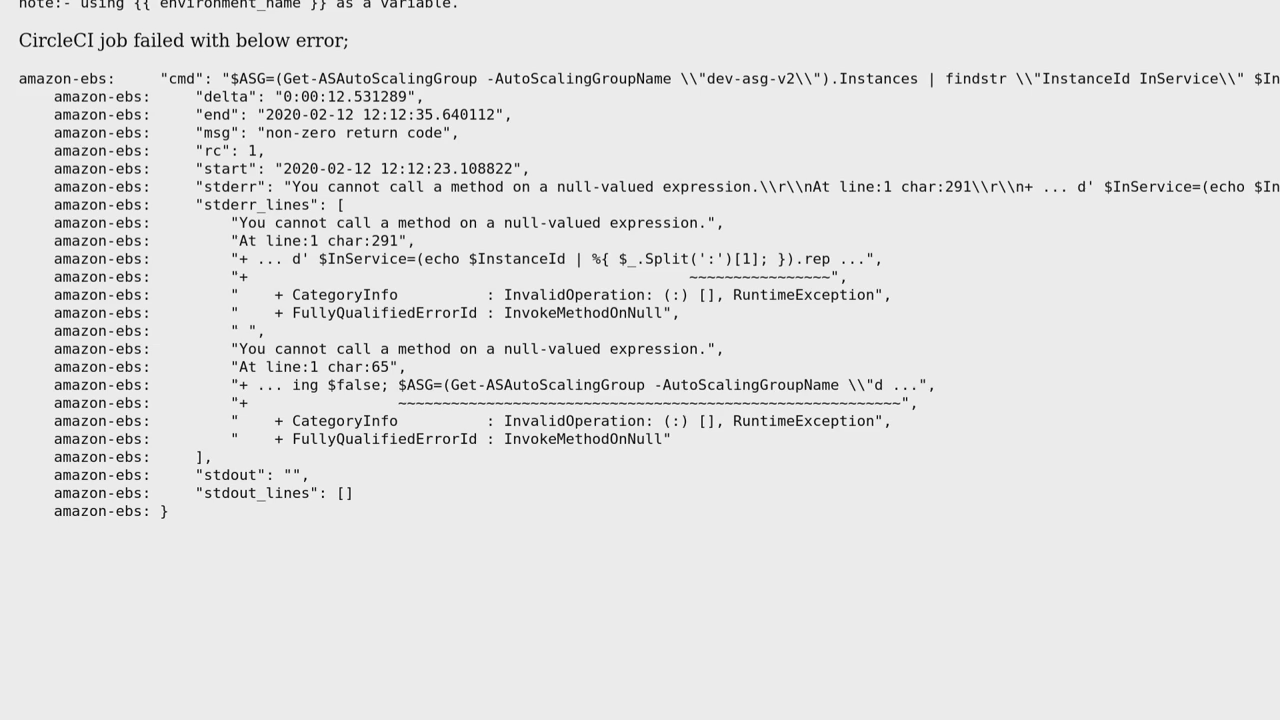 note:- using {{ environment_name }} as a variable.
CircleCI job failed with below error;
amazon-ebs:     "cmd": "$ASG=(Get-ASAutoScalingGroup -AutoScalingGroupName \\"dev-asg-v2\\").Instances | findstr \\"InstanceId InService\\" $In
    amazon-ebs:     "delta": "0:00:12.531289",
    amazon-ebs:     "end": "2020-02-12 12:12:35.640112",
    amazon-ebs:     "msg": "non-zero return code",
    amazon-ebs:     "rc": 1,
    amazon-ebs:     "start": "2020-02-12 12:12:23.108822",
    amazon-ebs:     "stderr": "You cannot call a method on a null-valued expression.\\r\\nAt line:1 char:291\\r\\n+ ... d' $InService=(echo $In
    amazon-ebs:     "stderr_lines": [
    amazon-ebs:         "You cannot call a method on a null-valued expression.",
    amazon-ebs:         "At line:1 char:291",
    amazon-ebs:         "+ ... d' $InService=(echo $InstanceId | %{ $_.Split(':')[1]; }).rep ...",
    amazon-ebs:         "+                                                  ~~~~~~~~~~~~~~~~",
    amazon-ebs:         "    + CategoryInfo          : InvalidOperation: (:) [], RuntimeException",
    amazon-ebs:         "    + FullyQualifiedErrorId : InvokeMethodOnNull",
    amazon-ebs:         " ",
    amazon-ebs:         "You cannot call a method on a null-valued expression.",
    amazon-ebs:         "At line:1 char:65",
    amazon-ebs:         "+ ... ing $false; $ASG=(Get-ASAutoScalingGroup -AutoScalingGroupName \\"d ...",
    amazon-ebs:         "+                 ~~~~~~~~~~~~~~~~~~~~~~~~~~~~~~~~~~~~~~~~~~~~~~~~~~~~~~~~~",
    amazon-ebs:         "    + CategoryInfo          : InvalidOperation: (:) [], RuntimeException",
    amazon-ebs:         "    + FullyQualifiedErrorId : InvokeMethodOnNull"
    amazon-ebs:     ],
    amazon-ebs:     "stdout": "",
    amazon-ebs:     "stdout_lines": []
    amazon-ebs: }